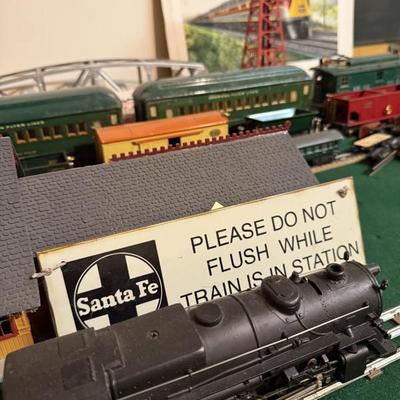 PLEASE DO NOT
FLUSH WHILE
TRAIN IS IN STATION
Santa Fe